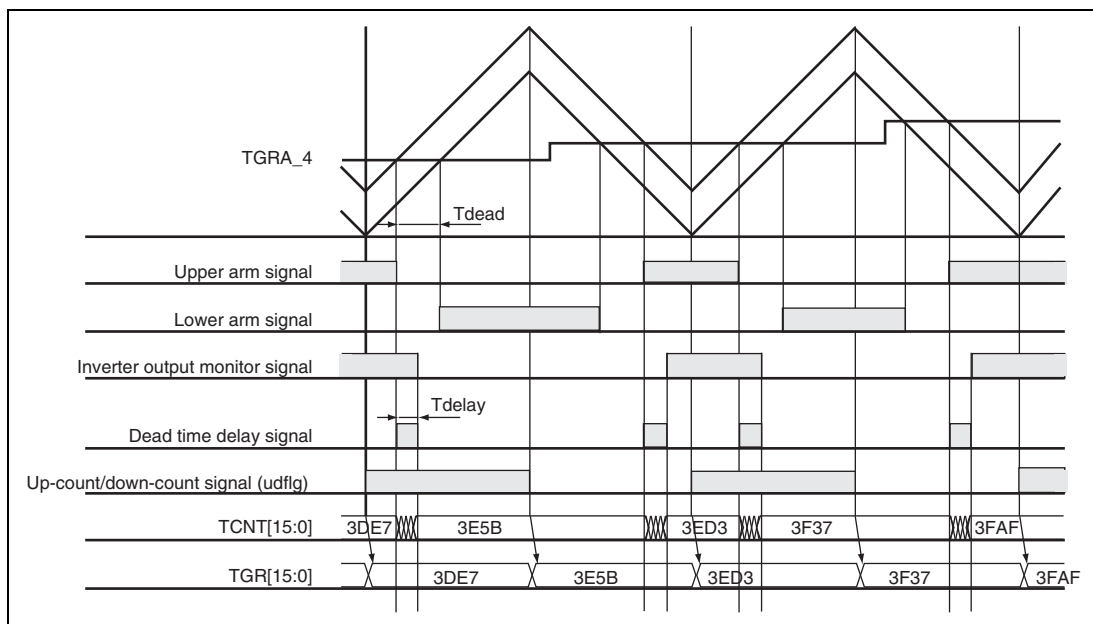 TGRA_4
Tdead
Upper arm signal
Lower arm signal
Inverter output monitor signal
Tdelay
Dead time delay signal
Up-count/down-count signal (udflg)
TCNT[15:0] 3DE7 3E5B 3ED3 3F37 3FAF
TGR[15:0] 3DE7 3E5B 3ED3 3F37 3FAF